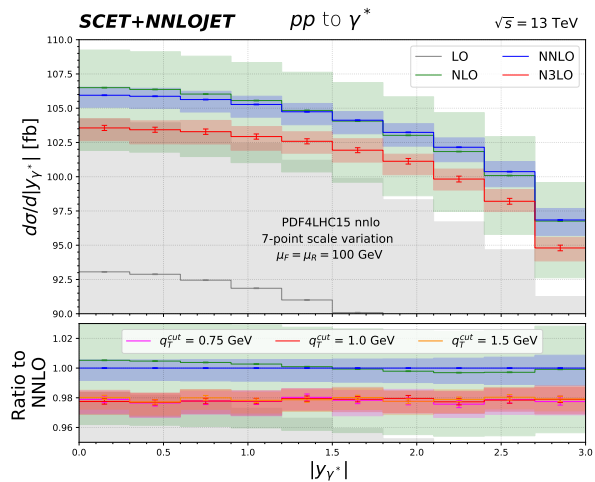 SCET+NNLOJET pp to γ* √s = 13 TeV
dσ/d|yγ*| [fb]
110.0
107.5
105.0
102.5
100.0
97.5
95.0
92.5
90.0
LO NNLO
NLO N3LO
PDF4LHC15 nnlo
7-point scale variation
μF = μR = 100 GeV
Ratio to
NNLO
1.02
1.00
0.98
0.96
qTcut = 0.75 GeV qTcut = 1.0 GeV qTcut = 1.5 GeV
0.0 0.5 1.0 1.5 2.0 2.5 3.0
|yγ*|